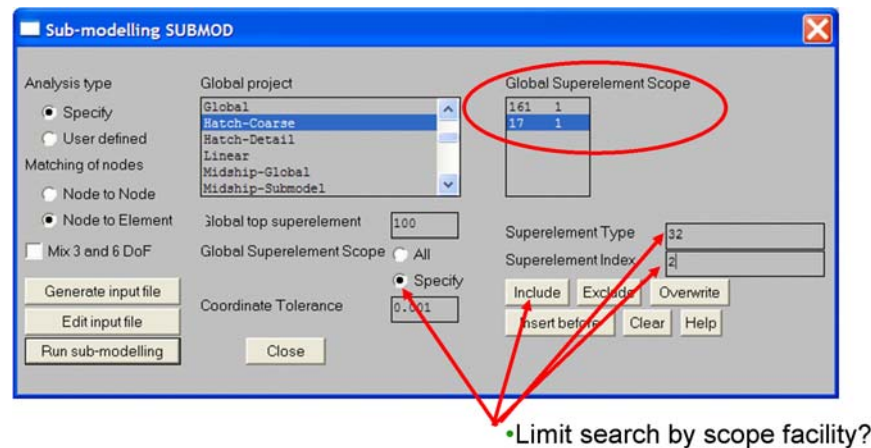 Sub-modelling SUBMOD
Analysis type
Specify
User defined
Matching of nodes
Node to Node
Node to Element
Mix 3 and 6 DoF
Generate input file
Edit input file
Run sub-modelling
Global project
Global
Hatch-Coarse
Hatch-Detail
Linear
Midship-Global
Midship-Submodel
Global top superelement 100
Global Superelement Scope
All
Specify
Coordinate Tolerance 0.001
Close
Global Superelement Scope
161 1
17 1
Superelement Type 32
Superelement Index 2
Include Exclude Overwrite
Insert before Clear Help
•Limit search by scope facility?